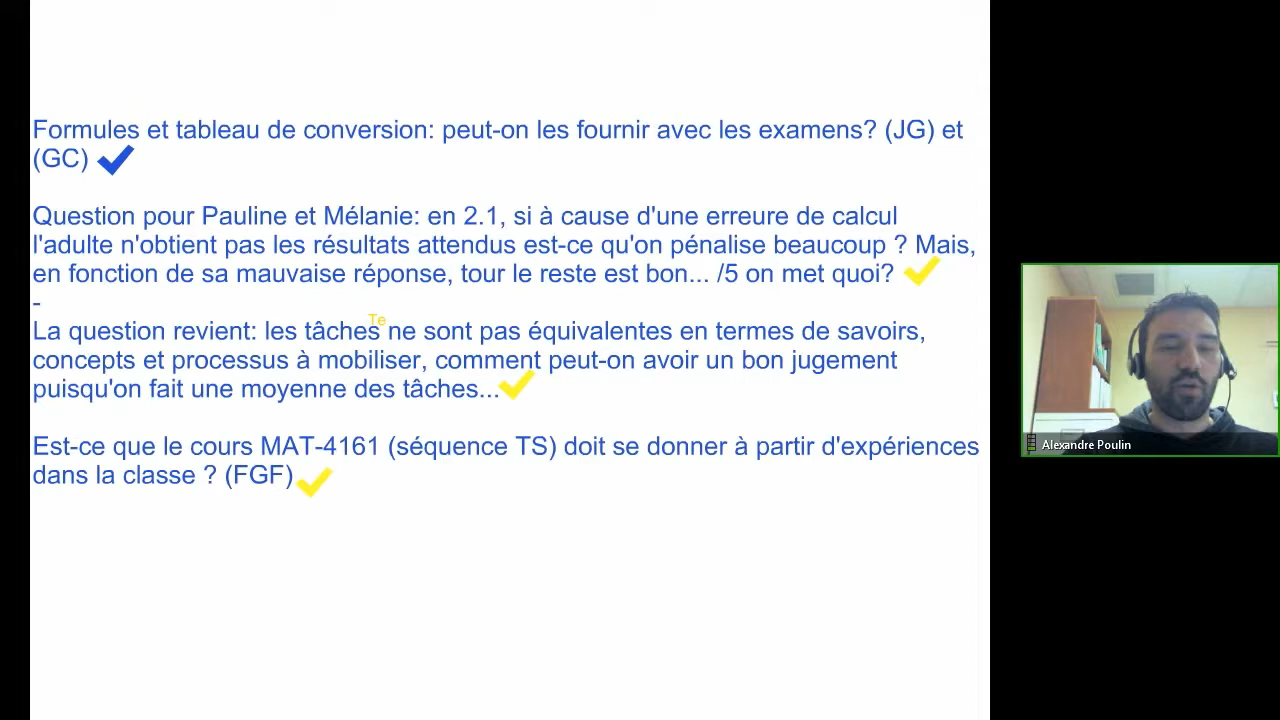 Formules et tableau de conversion: peut-on les fournir avec les examens? (JG) et
(GC)
Question pour Pauline et Mélanie: en 2.1, si à cause d'une erreure de calcul
l'adulte n'obtient pas les résultats attendus est-ce qu'on pénalise beaucoup ? Mais,
en fonction de sa mauvaise réponse, tour le reste est bon... /5 on met quoi?
-
Te
La question revient: les tâches ne sont pas équivalentes en termes de savoirs,
concepts et processus à mobiliser, comment peut-on avoir un bon jugement
puisqu'on fait une moyenne des tâches...
Est-ce que le cours MAT-4161 (séquence TS) doit se donner à partir d'expériences
dans la classe ? (FGF)
Alexandre Poulin